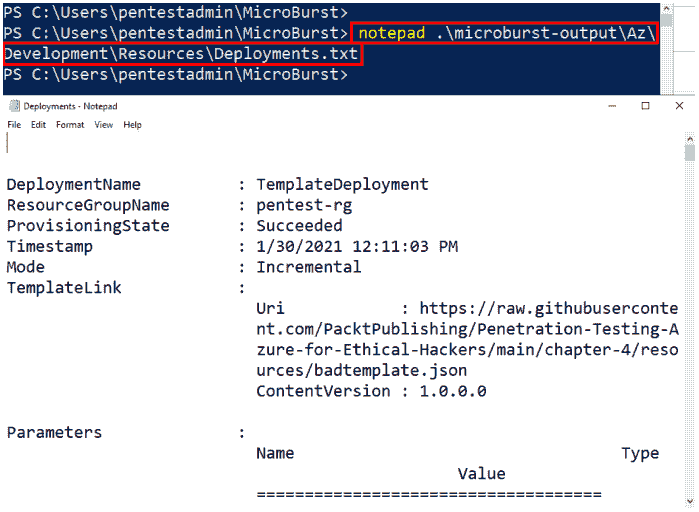 PS C:\Users\pentestadmin\MicroBurst>
PS C:\Users\pentestadmin\MicroBurst> notepad .\microburst-output\Az\
Development\Resources\Deployments.txt
PS C:\Users\pentestadmin\MicroBurst>
Deployments - Notepad
File Edit Format View Help
DeploymentName : TemplateDeployment
ResourceGroupName : pentest-rg
ProvisioningState : Succeeded
Timestamp : 1/30/2021 12:11:03 PM
Mode : Incremental
TemplateLink :
Uri : https://raw.githubuserconte
nt.com/PacktPublishing/Penetration-Testing-A
zure-for-Ethical-Hackers/main/chapter-4/reso
urces/badtemplate.json
ContentVersion : 1.0.0.0
Parameters :
Name Type
Value
====================================